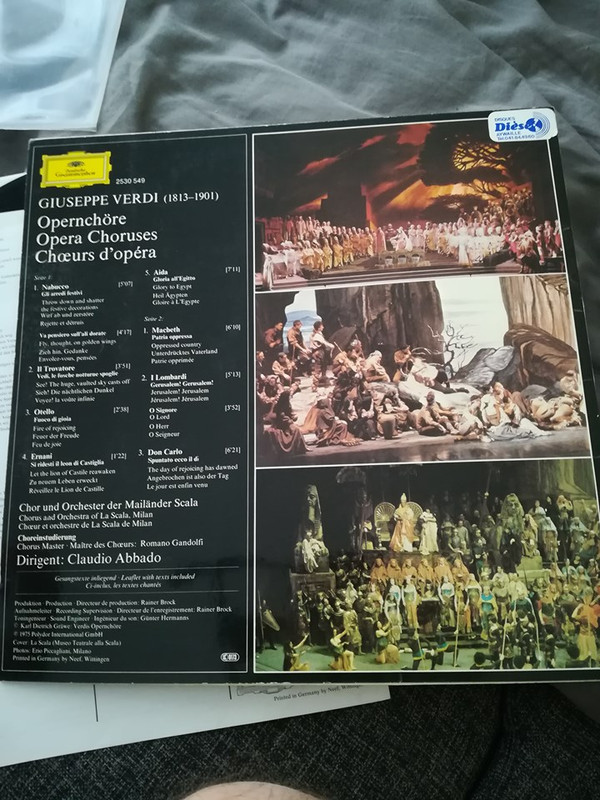 DISQUES
Diès
AYWAILLE
Deutsche
Grammophon
2530 549
GIUSEPPE VERDI (1813–1901)
Opernchöre
Opera Choruses
Chœurs d'opéra
Seite 1:
1. Nabucco [5'07]
Gli arredi festivi
Throw down and shatter
the festive decorations
Werf ab und zerstöre
Rejette et détruis
Va pensiero sull'ali dorate [4'17]
Fly, thought, on golden wings
Zieh hin, Gedanke
Envolez-vous, pensées
2. Il Trovatore [3'51]
Vedi, le fosche notturne spoglie
See! The huge, vaulted sky casts off
Sieh! Die nächtlichen Dunkel
Voyez! la voûte infinie
3. Otello [2'38]
Fuoco di gioia
Fire of rejoicing
Feuer der Freude
Feu de joie
4. Ernani [1'22]
Si ridesti il leon di Castiglia
Let the lion of Castile reawaken
Zu neuem Leben erweckt
Réveillez le Lion de Castille
5. Aida [7'11]
Gloria all'Egitto
Glory to Egypt
Heil Ägypten
Gloire à L'Egypte
Seite 2:
1. Macbeth [6'10]
Patria oppressa
Oppressed country
Unterdrücktes Vaterland
Patrie opprimée
2. I Lombardi [5'13]
Gerusalem! Gerusalem!
Jerusalem! Jerusalem
Jerusalem! Jerusalem
Jérusalem! Jérusalem
O Signore [3'52]
O Lord
O Herr
O Seigneur
3. Don Carlo [6'21]
Spuntato ecco il dì
The day of rejoicing has dawned
Angebrochen ist also der Tag
Le jour est enfin venu
Chor und Orchester der Mailänder Scala
Chorus and Orchestra of La Scala, Milan
Chœur et orchestre de La Scala de Milan
Choreinstudierung
Chorus Master · Maître des Chœurs: Romano Gandolfi
Dirigent: Claudio Abbado
Gesangstexte inliegend · Leaflet with texts included
Ci-inclus, les textes chantés
Produktion · Production · Directeur de production: Rainer Brock
Aufnahmeleiter · Recording Supervision · Directeur de l'enregistrement: Rainer Brock
Toningenieur · Sound Engineer · Ingénieur du son: Günter Hermanns
© Karl Dietrich Gräwe: Verdis Opernchöre
℗ 1975 Polydor International GmbH
Cover: La Scala (Museo Teatrale alla Scala)
Photos: Erio Piccagliani, Milano
Printed in Germany by Neef, Wittingen
Printed in Germany by Neef, Wittingen